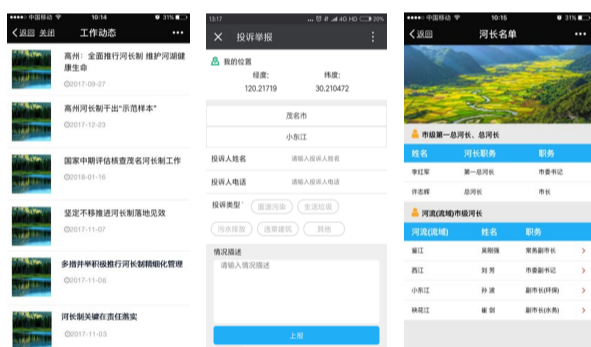 中国移动 10:14 31%
返回 关闭 工作动态
高州：全面推行河长制 维护河湖健
康生命
2017-09-27
高州河长制干出"示范样本"
2017-12-23
国家中期评估核查茂名河长制工作
2018-01-16
坚定不移推进河长制落地见效
2017-11-07
多措并举积极推行河长制精细化管理
2017-11-06
河长制关键在责任落实
2017-11-03
13:17 4G HD 20%
投诉举报
我的位置
经度： 纬度：
120.21719 30.210472
茂名市
小东江
投诉人姓名 请输入投诉人姓名
投诉人电话 请输入投诉人电话
投诉类型* 面源污染 生活垃圾
污水排放 违章建筑 其他
情况描述
请输入情况描述
上报
中国移动 10:15 31%
返回 河长名单
市级第一总河长、总河长
姓名 河长职务 职务
李红军 第一总河长 市委书记
许志晖 总河长 市长
河流(流域)市级河长
河流(流域) 姓名 职务
鉴江 吴刚强 常务副市长
西江 刘芳 市委副书记
小东江 孙波 副市长(环保)
袂花江 崔剑 副市长(水务)